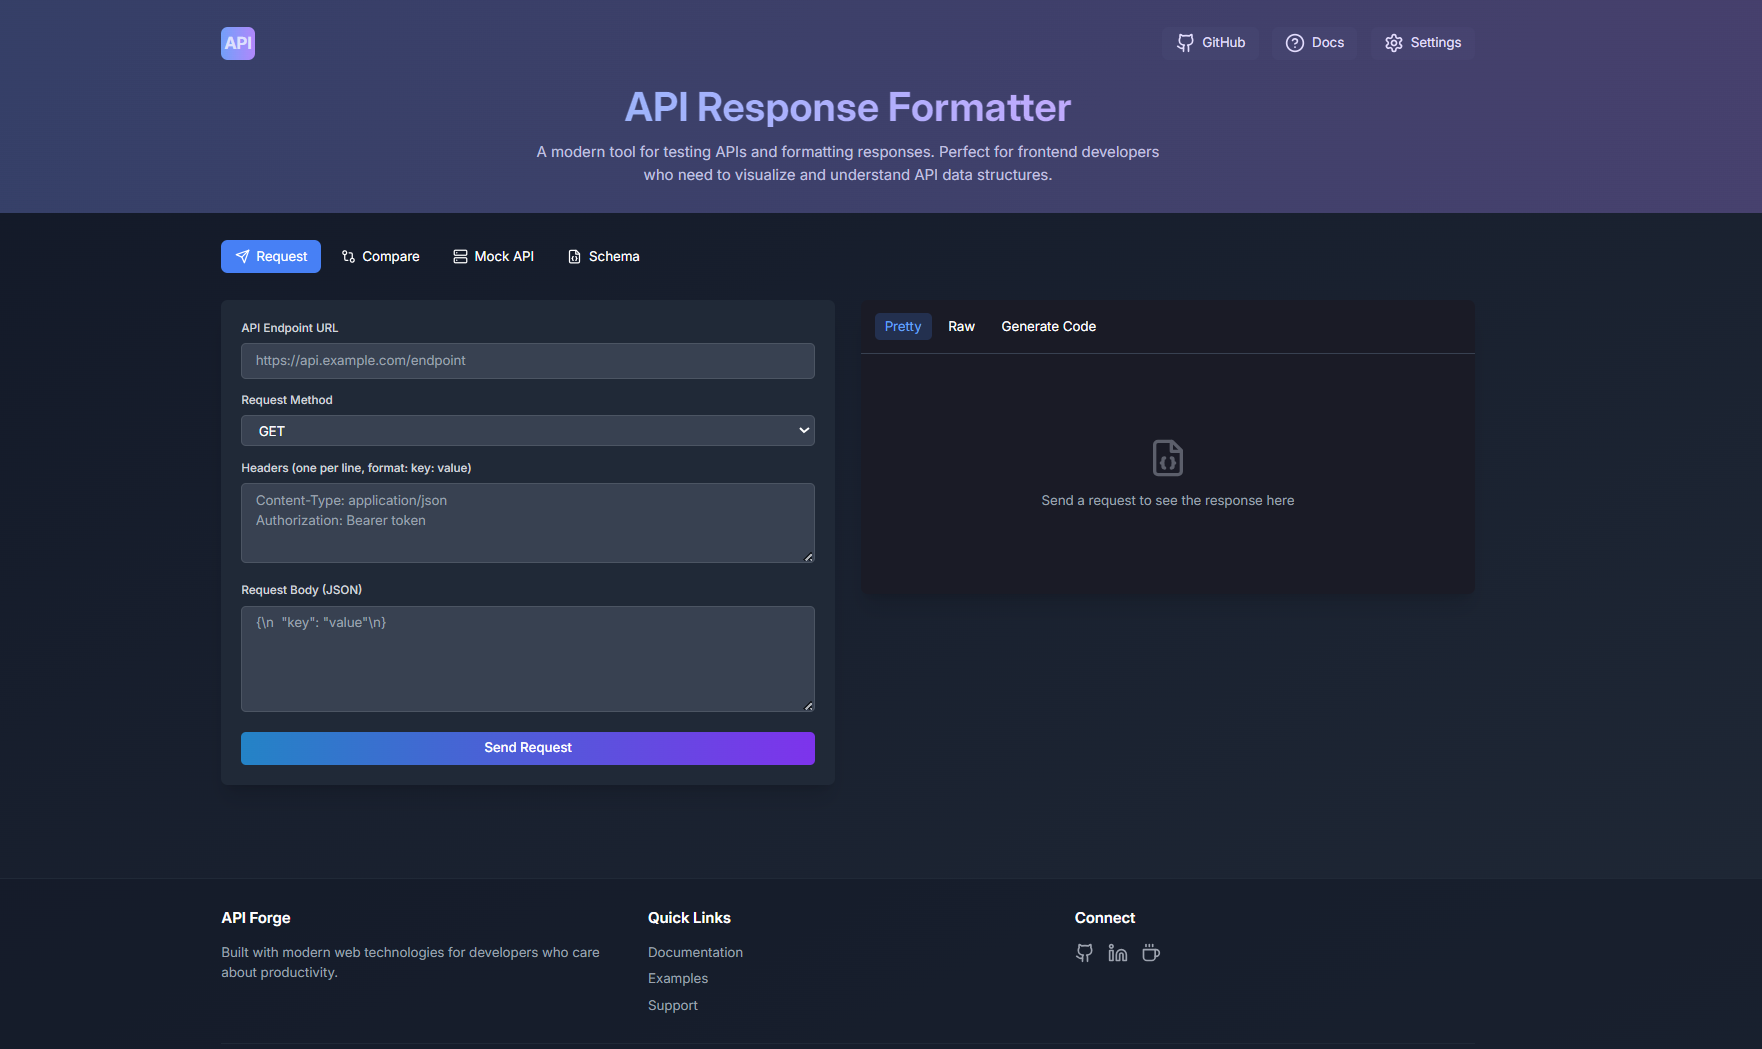 API
GitHub
Docs
Settings
API Response Formatter
A modern tool for testing APIs and formatting responses. Perfect for frontend developers
who need to visualize and understand API data structures.
Request
Compare
Mock API
Schema
API Endpoint URL
https://api.example.com/endpoint
Request Method
GET
Headers (one per line, format: key: value)
Content-Type: application/json
Authorization: Bearer token
Request Body (JSON)
{\n  "key": "value"\n}
Send Request
Pretty
Raw
Generate Code
Send a request to see the response here
API Forge
Built with modern web technologies for developers who care
about productivity.
Quick Links
Documentation
Examples
Support
Connect